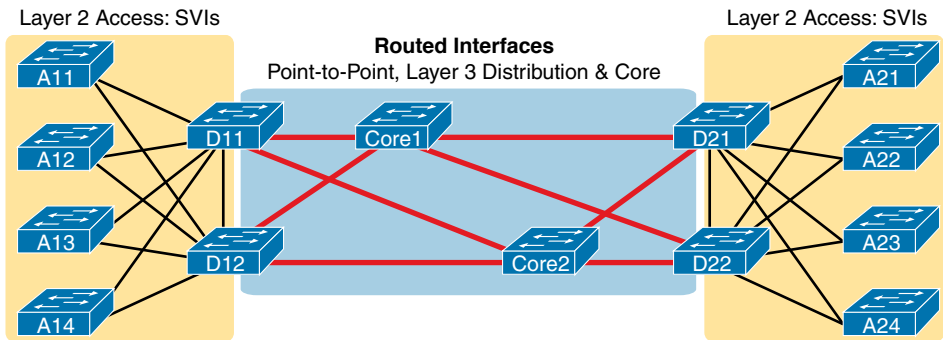 Layer 2 Access: SVIs
Layer 2 Access: SVIs
Routed Interfaces
Point-to-Point, Layer 3 Distribution & Core
A11
A12
A13
A14
D11
D12
Core1
Core2
D21
D22
A21
A22
A23
A24